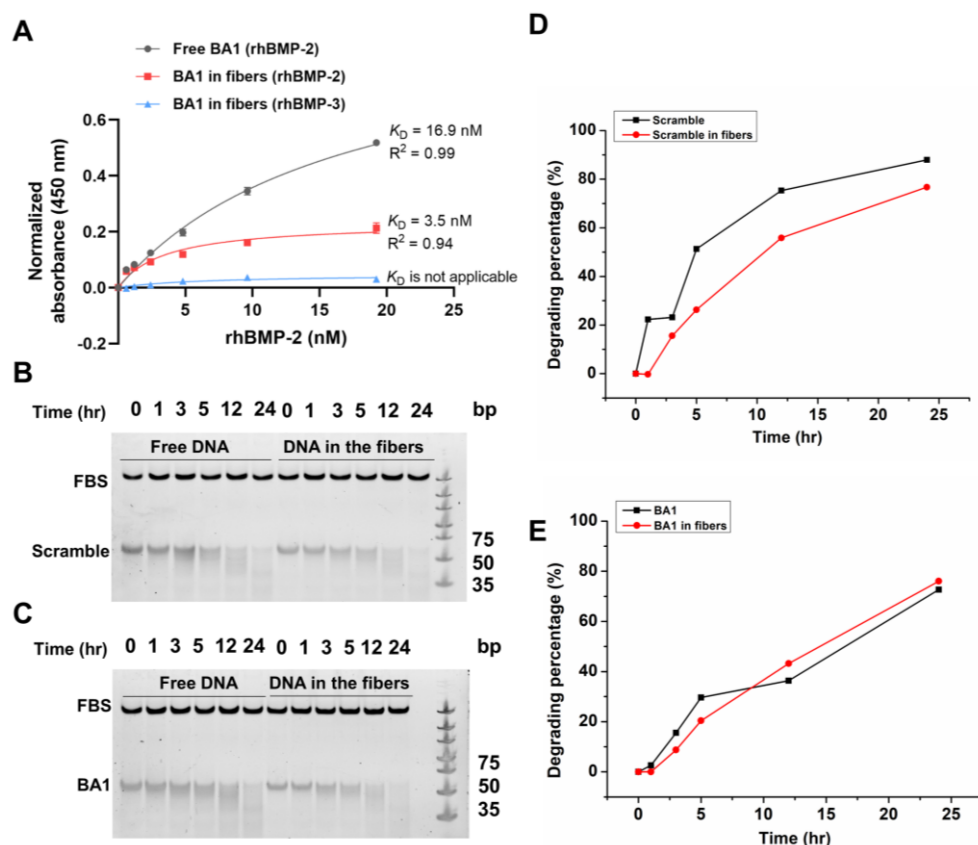 A
Free BA1 (rhBMP-2)
BA1 in fibers (rhBMP-2)
BA1 in fibers (rhBMP-3)
Normalized
absorbance (450 nm)
0.6
0.4
0.2
0.0
-0.2
5
10
15
20
25
rhBMP-2 (nM)
KD = 16.9 nM
R2 = 0.99
KD = 3.5 nM
R2 = 0.94
KD is not applicable
B
Time (hr) 0 1 3 5 12 24 0 1 3 5 12 24 bp
Free DNA DNA in the fibers
FBS
Scramble
75
50
35
C
Time (hr) 0 1 3 5 12 24 0 1 3 5 12 24 bp
Free DNA DNA in the fibers
FBS
BA1
75
50
35
D
Scramble
Scramble in fibers
Degrading percentage (%)
100
80
60
40
20
0
0 5 10 15 20 25
Time (hr)
E
BA1
BA1 in fibers
Degrading percentage (%)
100
80
60
40
20
0
0 5 10 15 20 25
Time (hr)